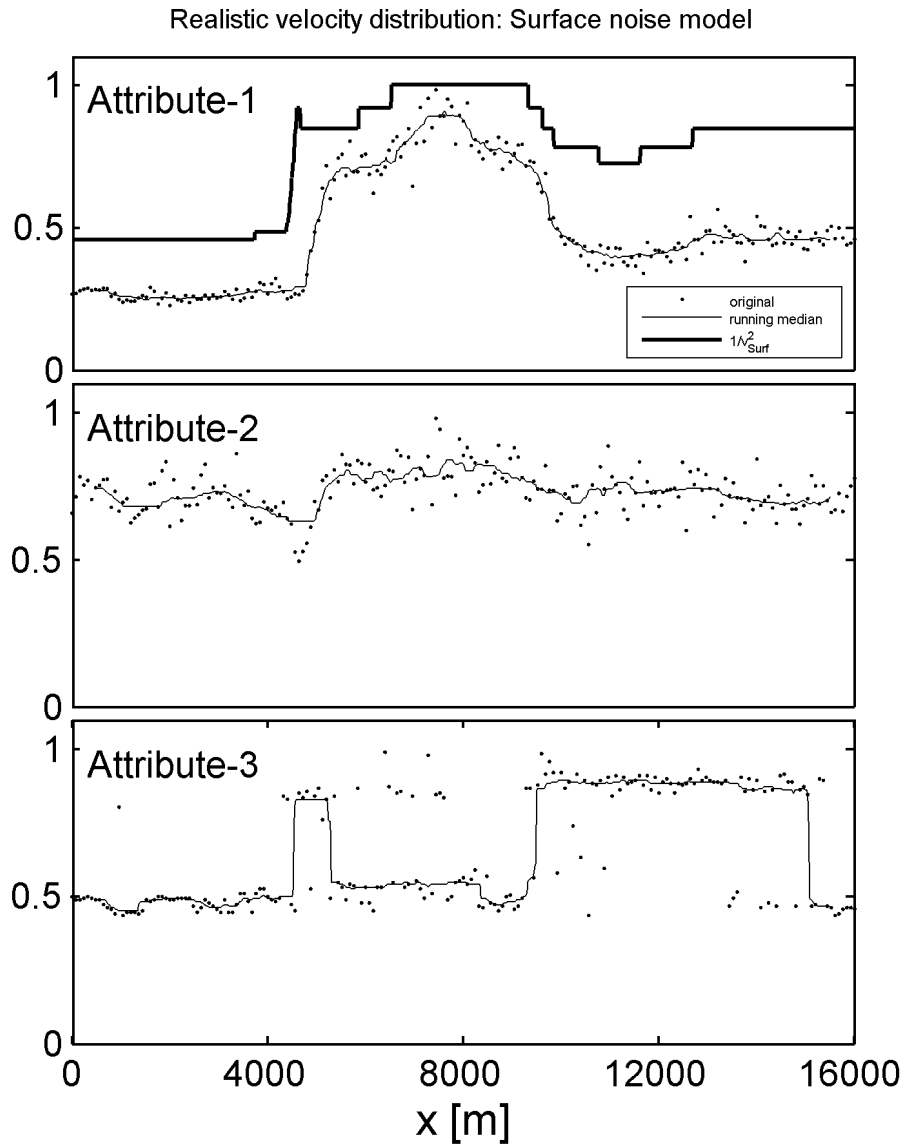 Realistic velocity distribution: Surface noise model
Attribute-1
1
0.5
0
original
running median
1/v²Surf
Attribute-2
1
0.5
0
Attribute-3
1
0.5
0
0 4000 8000 12000 16000
x [m]